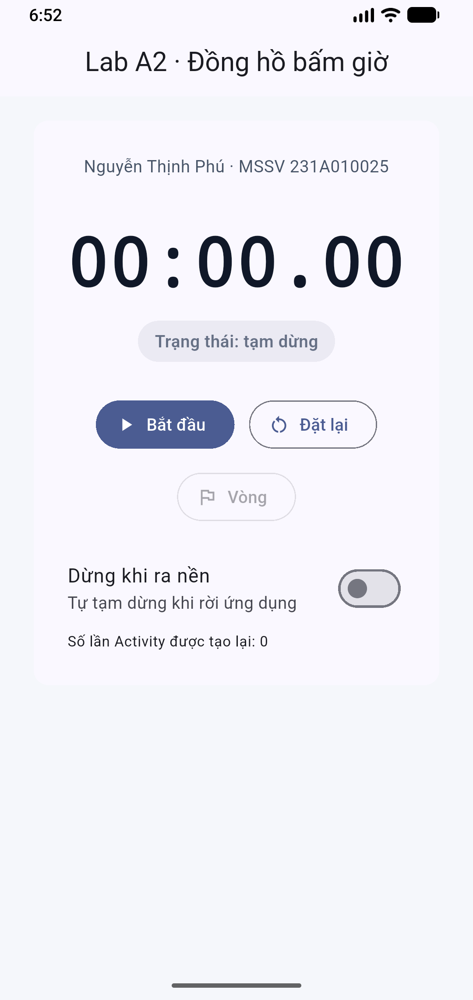 6:52
Lab A2 · Đồng hồ bấm giờ
Nguyễn Thịnh Phú · MSSV 231A010025
00:00.00
Trạng thái: tạm dừng
Bắt đầu
Đặt lại
Vòng
Dừng khi ra nền
Tự tạm dừng khi rời ứng dụng
Số lần Activity được tạo lại: 0